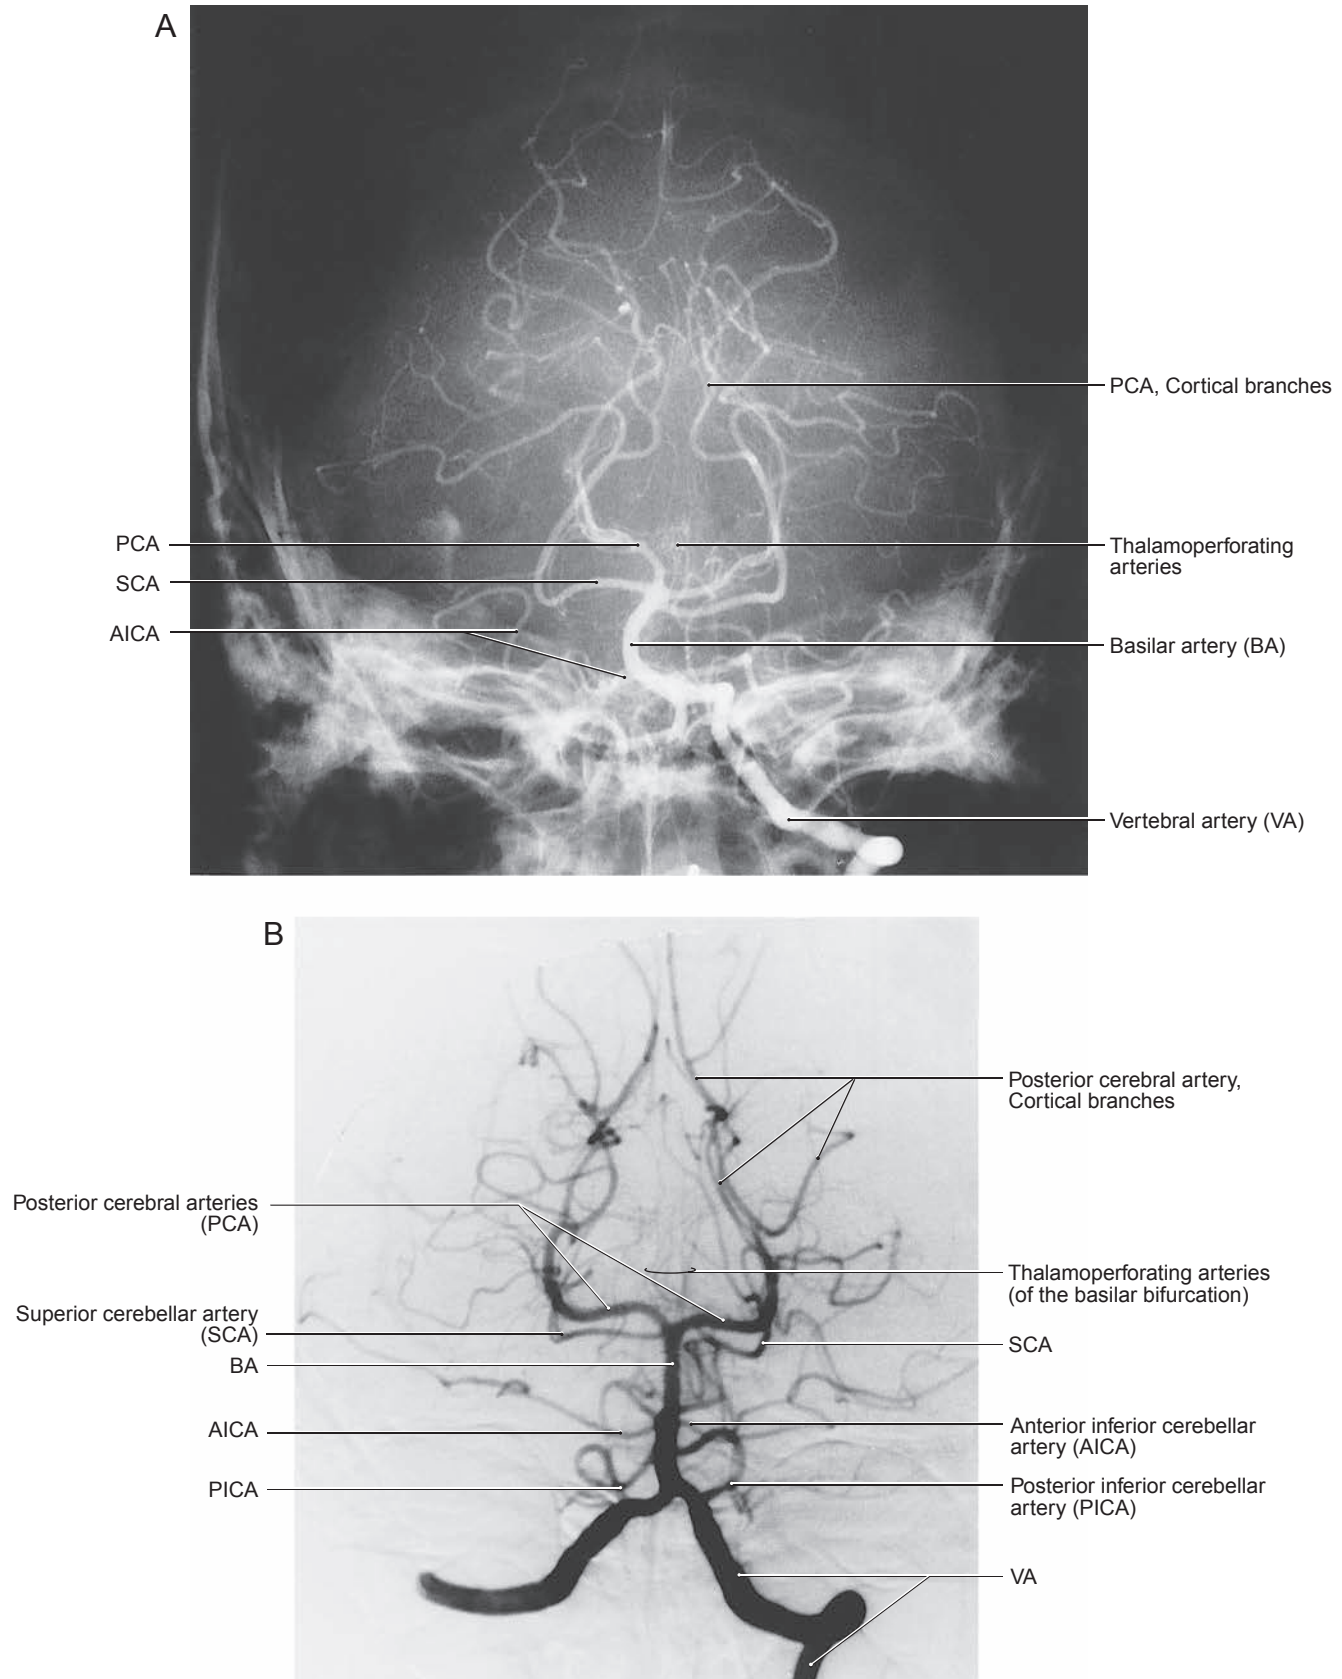 A
PCA, Cortical branches
PCA
Thalamoperforating
arteries
SCA
AICA
Basilar artery (BA)
Vertebral artery (VA)
B
Posterior cerebral artery,
Cortical branches
Posterior cerebral arteries
(PCA)
Thalamoperforating arteries
(of the basilar bifurcation)
Superior cerebellar artery
(SCA)
SCA
BA
AICA
Anterior inferior cerebellar
artery (AICA)
PICA
Posterior inferior cerebellar
artery (PICA)
VA